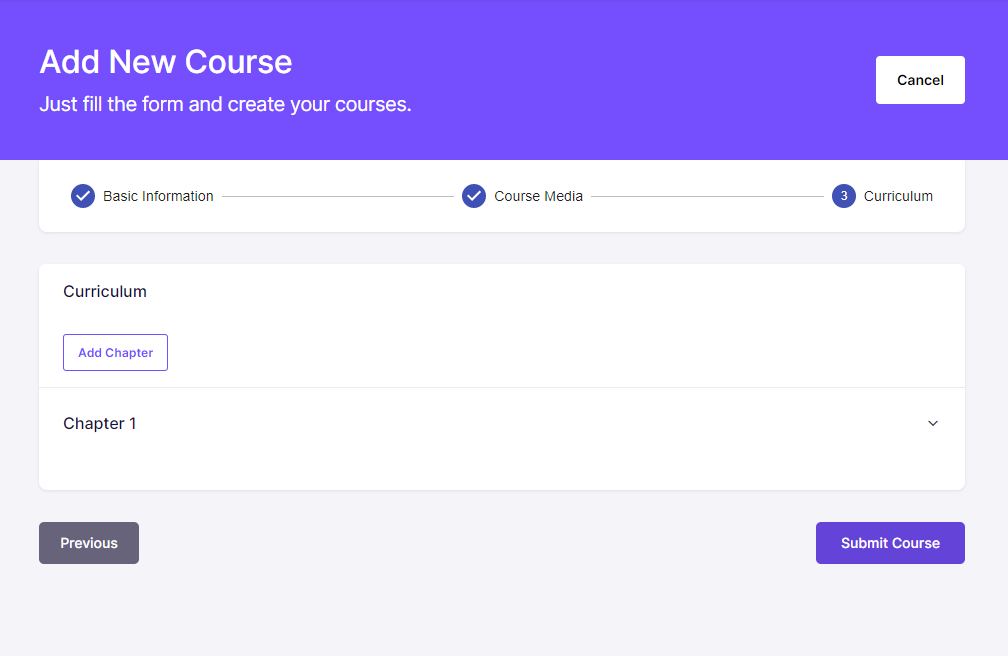 Add New Course
Just fill the form and create your courses.
Cancel
Basic Information
Course Media
3 Curriculum
Curriculum
Add Chapter
Chapter 1
Previous
Submit Course